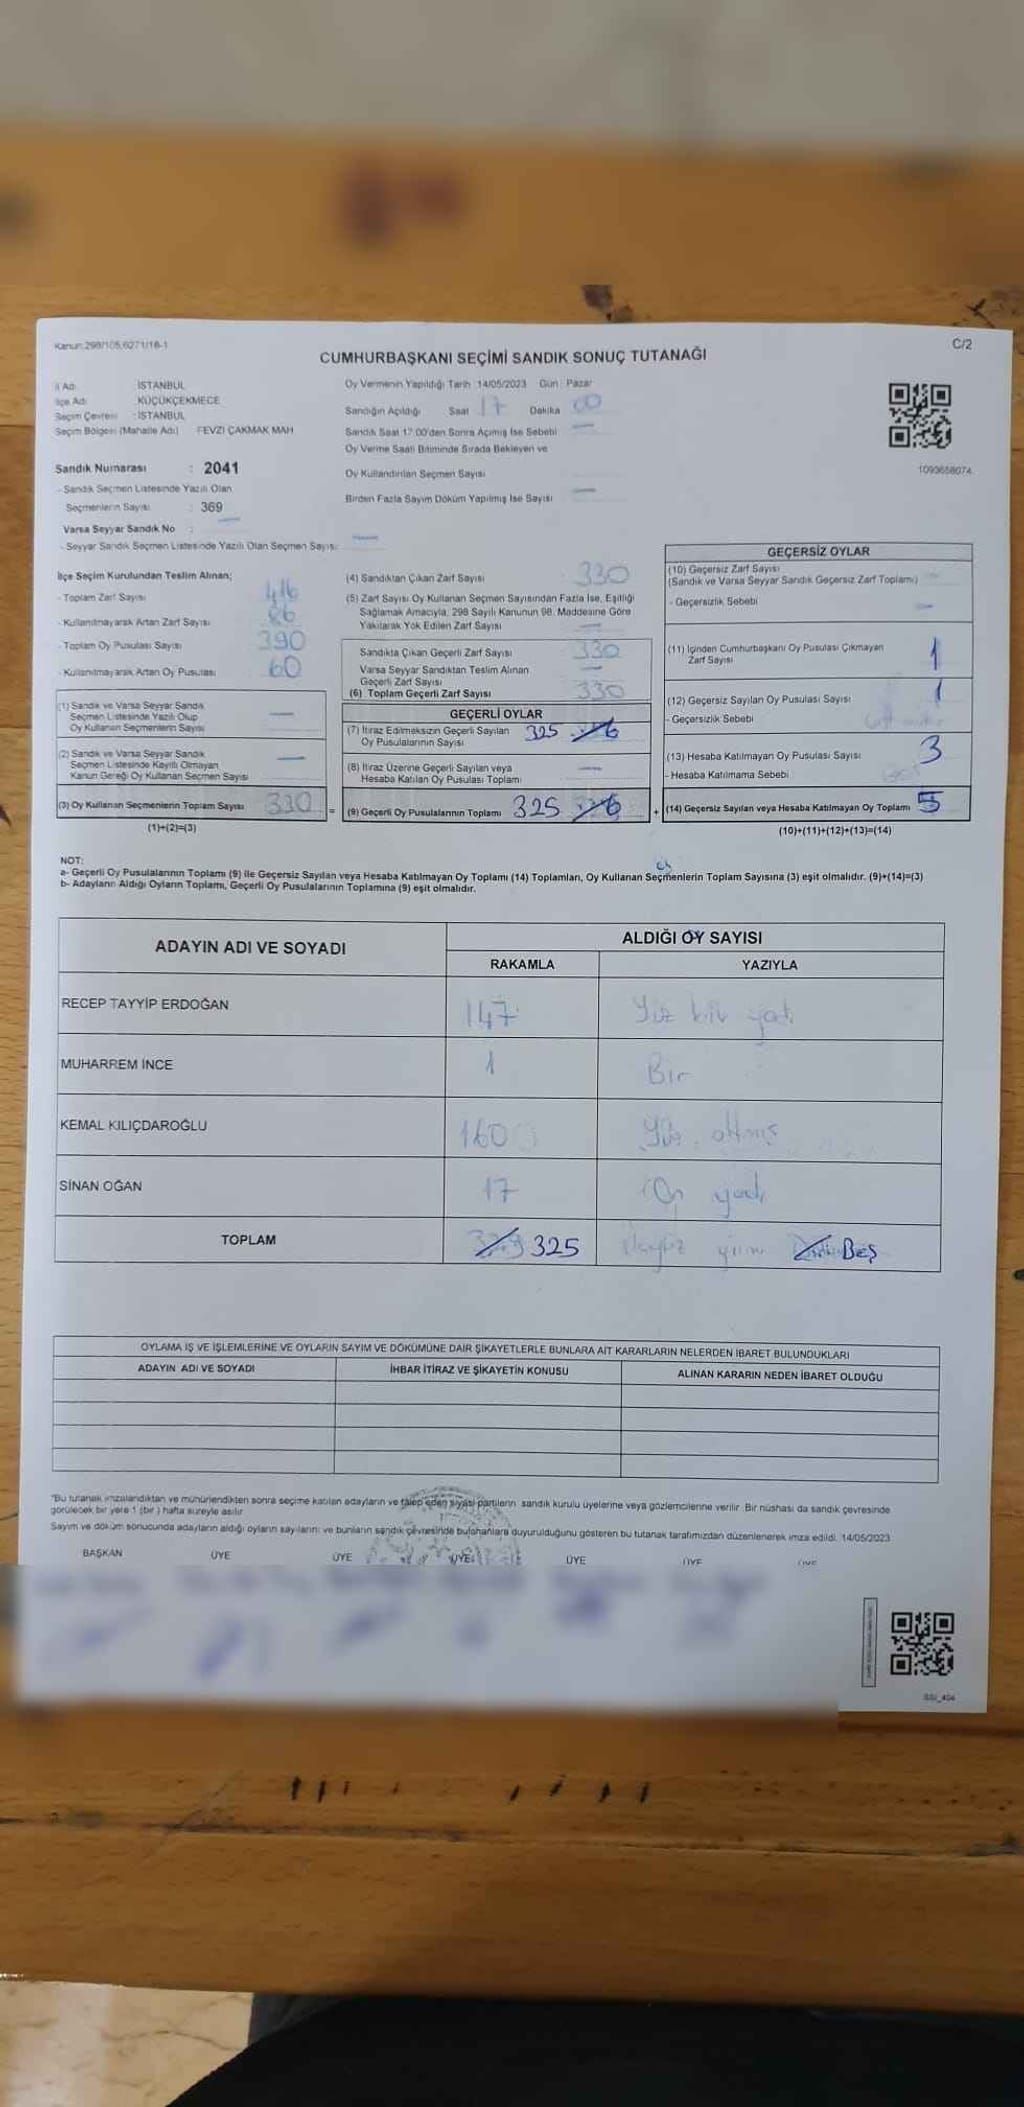 Kanun:298/105,6271/18-1
C/2
CUMHURBAŞKANI SEÇİMİ SANDIK SONUÇ TUTANAĞI
İl Adı : İSTANBUL
İlçe Adı : KÜÇÜKÇEKMECE
Seçim Çevresi : İSTANBUL
Seçim Bölgesi (Mahalle Adı) FEVZİ ÇAKMAK MAH
Sandık Numarası : 2041
- Sandık Seçmen Listesinde Yazılı Olan
Seçmenlerin Sayısı : 369
Varsa Seyyar Sandık No : —
- Seyyar Sandık Seçmen Listesinde Yazılı Olan Seçmen Sayısı: —
Oy Vermenin Yapıldığı Tarih :14/05/2023 Gün : Pazar
Sandığın Açıldığı Saat 17 Dakika 00
Sandık Saat 17:00'den Sonra Açılmış İse Sebebi —
Oy Verme Saati Bitiminde Sırada Bekleyen ve
Oy Kullandırılan Seçmen Sayısı
Birden Fazla Sayım Döküm Yapılmış İse Sayısı —
1093658074
İlçe Seçim Kurulundan Teslim Alınan;
- Toplam Zarf Sayısı 416
- Kullanılmayarak Artan Zarf Sayısı 86
- Toplam Oy Pusulası Sayısı 390
- Kullanılmayarak Artan Oy Pusulası 60
(1) Sandık ve Varsa Seyyar Sandık
Seçmen Listesinde Yazılı Olup
Oy Kullanan Seçmenlerin Sayısı —
(2) Sandık ve Varsa Seyyar Sandık
Seçmen Listesinde Kayıtlı Olmayan
Kanun Gereği Oy Kullanan Seçmen Sayısı —
(3) Oy Kullanan Seçmenlerin Toplam Sayısı 330 =
(1)+(2)=(3)
(4) Sandıktan Çıkan Zarf Sayısı 330
(5) Zarf Sayısı Oy Kullanan Seçmen Sayısından Fazla İse, Eşitliği
Sağlamak Amacıyla, 298 Sayılı Kanunun 98. Maddesine Göre
Yakılarak Yok Edilen Zarf Sayısı —
Sandıkta Çıkan Geçerli Zarf Sayısı 330
Varsa Seyyar Sandıktan Teslim Alınan
Geçerli Zarf Sayısı —
(6) Toplam Geçerli Zarf Sayısı 330
GEÇERLİ OYLAR
(7) İtiraz Edilmeksizin Geçerli Sayılan 325
Oy Pusulalarının Sayısı
(8) İtiraz Üzerine Geçerli Sayılan veya —
Hesaba Katılan Oy Pusulası Toplamı
(9) Geçerli Oy Pusulalarının Toplamı 325 +
GEÇERSİZ OYLAR
(10) Geçersiz Zarf Sayısı
(Sandık ve Varsa Seyyar Sandık Geçersiz Zarf Toplamı) —
- Geçersizlik Sebebi —
(11) İçinden Cumhurbaşkanı Oy Pusulası Çıkmayan 1
Zarf Sayısı
(12) Geçersiz Sayılan Oy Pusulası Sayısı 1
- Geçersizlik Sebebi
(13) Hesaba Katılmayan Oy Pusulası Sayısı 3
- Hesaba Katılmama Sebebi
(14) Geçersiz Sayılan veya Hesaba Katılmayan Oy Toplamı 5
(10)+(11)+(12)+(13)=(14)
NOT:
a- Geçerli Oy Pusulalarının Toplamı (9) ile Geçersiz Sayılan veya Hesaba Katılmayan Oy Toplamı (14) Toplamları, Oy Kullanan Seçmenlerin Toplam Sayısına (3) eşit olmalıdır. (9)+(14)=(3)
b- Adayların Aldığı Oyların Toplamı, Geçerli Oy Pusulalarının Toplamına (9) eşit olmalıdır.
ADAYIN ADI VE SOYADI
ALDIĞI OY SAYISI
RAKAMLA YAZIYLA
RECEP TAYYİP ERDOĞAN 147 Yüz kırk yedi
MUHARREM İNCE 1 Bir
KEMAL KILIÇDAROĞLU 160 Yüz altmış
SİNAN OĞAN 17 On yedi
TOPLAM 325 Üçyüz yirmi Beş
OYLAMA İŞ VE İŞLEMLERİNE VE OYLARIN SAYIM VE DÖKÜMÜNE DAİR ŞİKAYETLERLE BUNLARA AİT KARARLARIN NELERDEN İBARET BULUNDUKLARI
ADAYIN ADI VE SOYADI İHBAR İTİRAZ VE ŞİKAYETİN KONUSU ALINAN KARARIN NEDEN İBARET OLDUĞU
"Bu tutanak imzalandıktan ve mühürlendikten sonra seçime katılan adayların ve talep eden siyasi partilerin sandık kurulu üyelerine veya gözlemcilerine verilir. Bir nüshası da sandık çevresinde
görülecek bir yere 1 (bir ) hafta süreyle asılır.
Sayım ve döküm sonucunda adayların aldığı oyların sayılarını ve bunların sandık çevresinde bulunanlara duyurulduğunu gösteren bu tutanak tarafımızdan düzenlenerek imza edildi. 14/05/2023
BAŞKAN ÜYE ÜYE ÜYE ÜYE ÜYE ÜYE
SSI_404